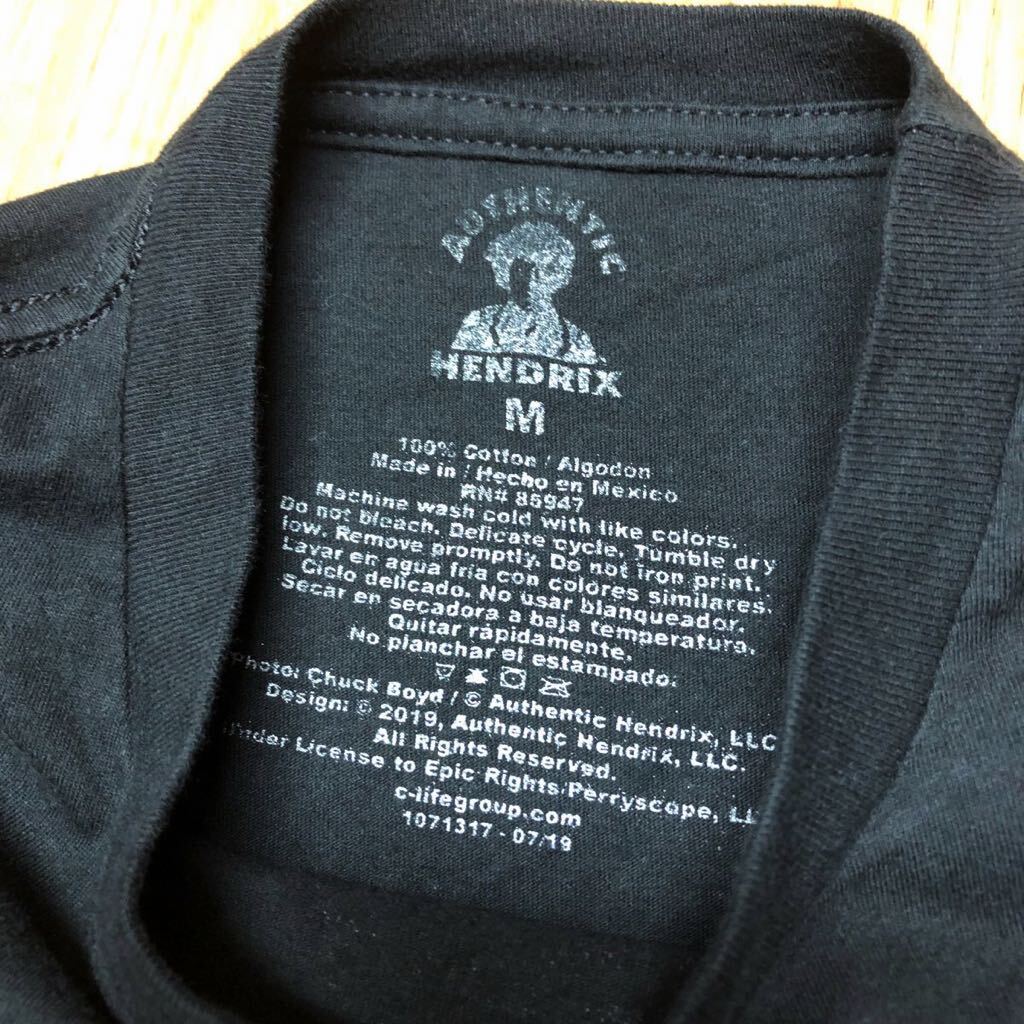 AUTHENTIC
HENDRIX
M
100% Cotton / Algodon
Made in / Hecho en Mexico
RN# 85947
Machine wash cold with like colors.
Do not bleach. Delicate cycle. Tumble dry
low. Remove promptly. Do not iron print.
Lavar en agua fría con colores similares.
Ciclo delicado. No usar blanqueador.
Secar en secadora a baja temperatura.
Quitar rápidamente.
No planchar el estampado.
Photo: Chuck Boyd / © Authentic Hendrix, LLC
Design: © 2019, Authentic Hendrix, LLC.
All Rights Reserved.
Under License to Epic Rights/Perryscope, LL
c-lifegroup.com
1071317 - 07/19